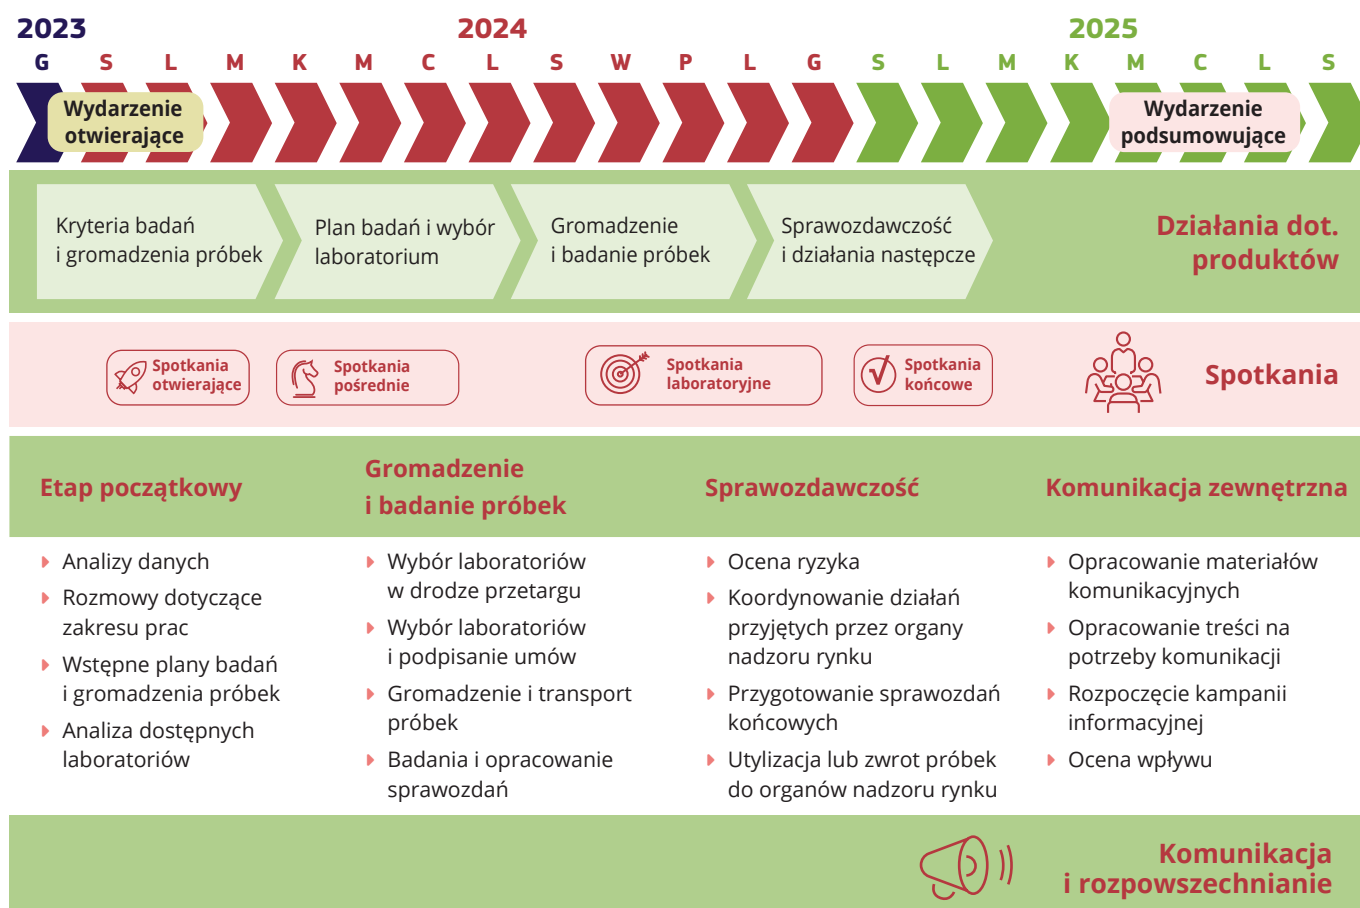 2023 2024 2025
G S L M K M C L S W P L G S L M K M C L S
Wydarzenie
otwierające
Wydarzenie
podsumowujące
Kryteria badań
i gromadzenia próbek
Plan badań i wybór
laboratorium
Gromadzenie
i badanie próbek
Sprawozdawczość
i działania następcze
Działania dot.
produktów
Spotkania
otwierające
Spotkania
pośrednie
Spotkania
laboratoryjne
Spotkania
końcowe
Spotkania
Etap początkowy
Analizy danych
Rozmowy dotyczące
zakresu prac
Wstępne plany badań
i gromadzenia próbek
Analiza dostępnych
laboratoriów
Gromadzenie
i badanie próbek
Wybór laboratoriów
w drodze przetargu
Wybór laboratoriów
i podpisanie umów
Gromadzenie i transport
próbek
Badania i opracowanie
sprawozdań
Sprawozdawczość
Ocena ryzyka
Koordynowanie działań
przyjętych przez organy
nadzoru rynku
Przygotowanie sprawozdań
końcowych
Utylizacja lub zwrot próbek
do organów nadzoru rynku
Komunikacja zewnętrzna
Opracowanie materiałów
komunikacyjnych
Opracowanie treści na
potrzeby komunikacji
Rozpoczęcie kampanii
informacyjnej
Ocena wpływu
Komunikacja
i rozpowszechnianie